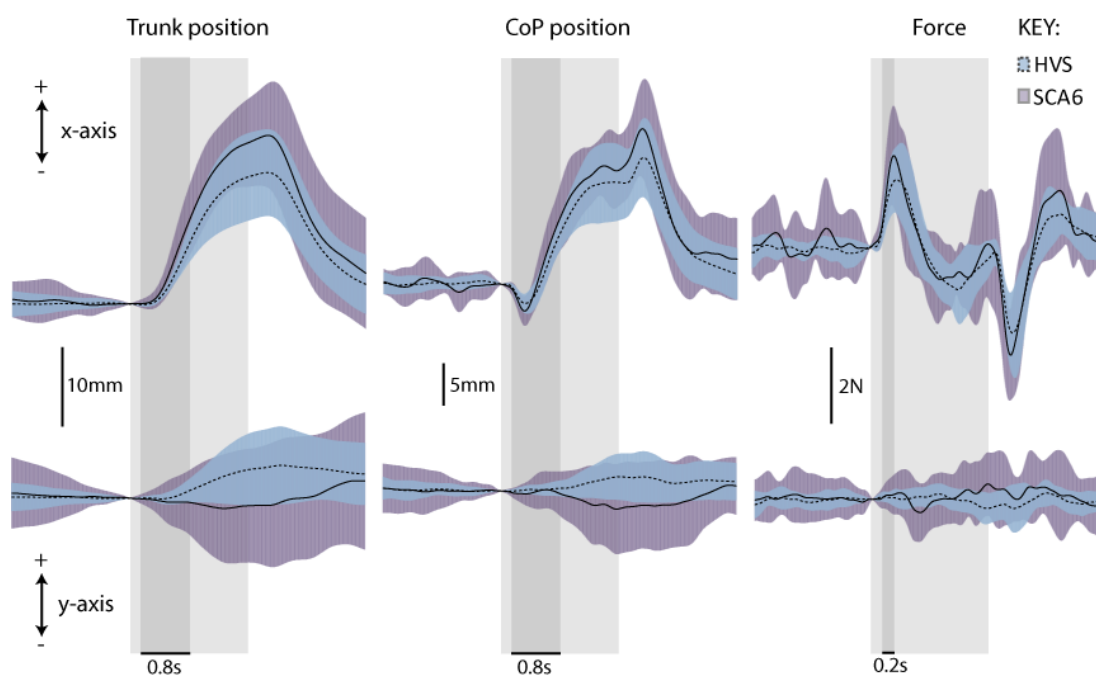 Trunk position
CoP position
Force
KEY:
HVS
SCA6
+
x-axis
-
10mm
5mm
2N
+
y-axis
-
0.8s
0.8s
0.2s